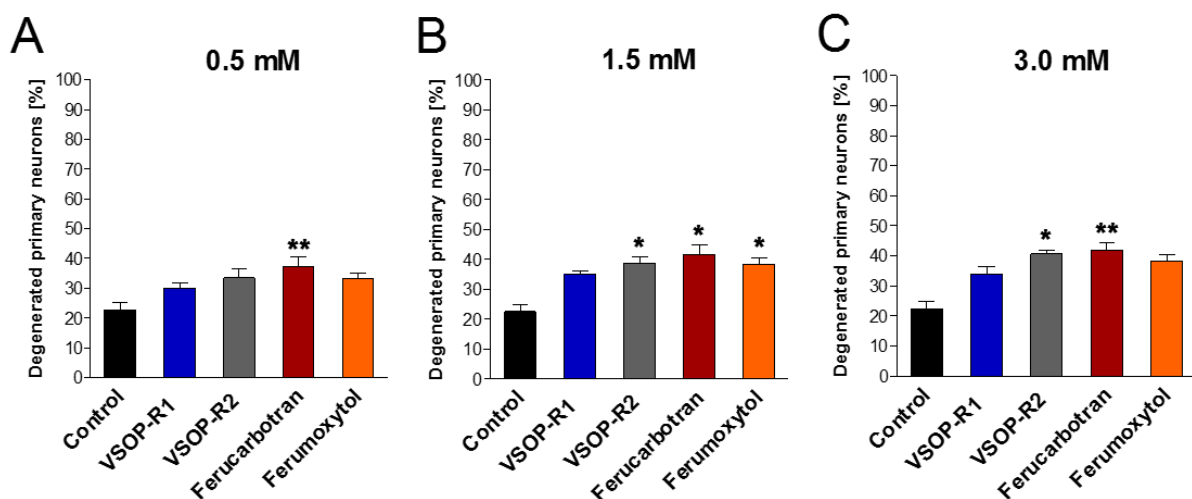 A
0.5 mM
Degenerated primary neurons [%]
100
90
80
70
60
50
40
30
20
10
0
**
Control
VSOP-R1
VSOP-R2
Ferucarbotran
Ferumoxytol
B
1.5 mM
Degenerated primary neurons [%]
100
90
80
70
60
50
40
30
20
10
0
*
*
*
Control
VSOP-R1
VSOP-R2
Ferucarbotran
Ferumoxytol
C
3.0 mM
Degenerated primary neurons [%]
100
90
80
70
60
50
40
30
20
10
0
*
**
Control
VSOP-R1
VSOP-R2
Ferucarbotran
Ferumoxytol